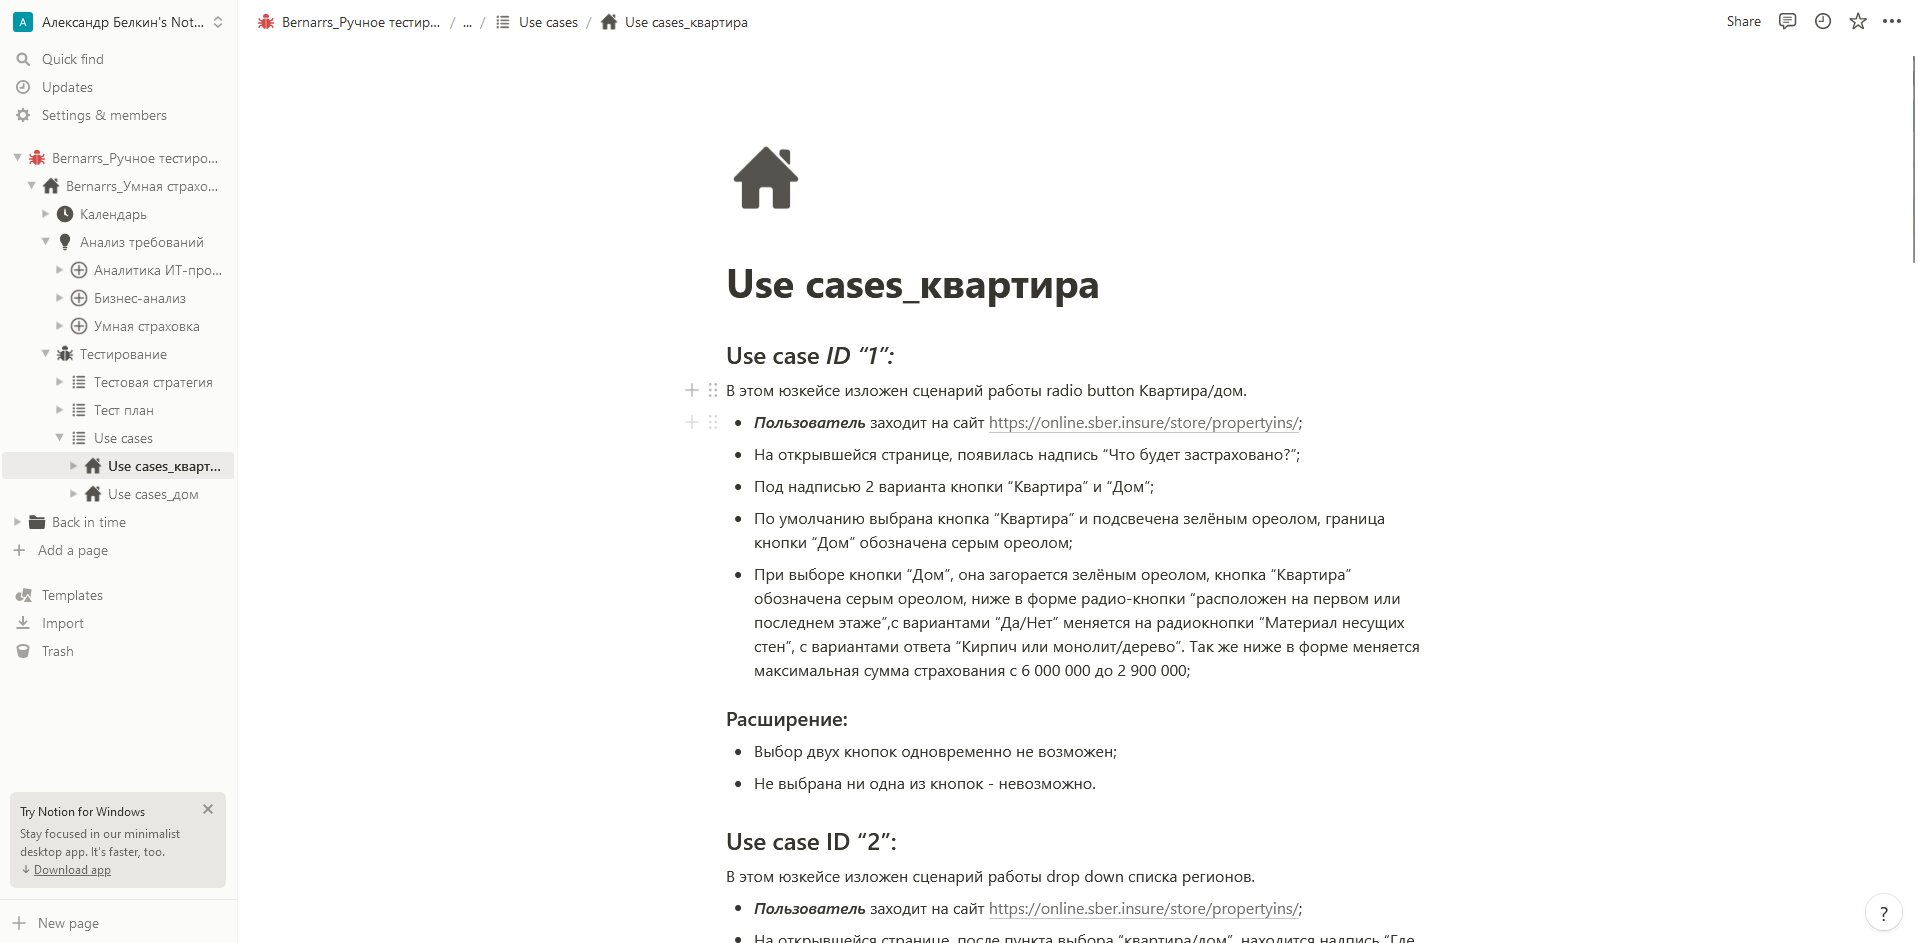 А Александр Белкин's Not...
Quick find
Updates
Settings & members
Bernarrs_Ручное тестиро...
Bernarrs_Умная страхо...
Календарь
Анализ требований
Аналитика ИТ-про...
Бизнес-анализ
Умная страховка
Тестирование
Тестовая стратегия
Тест план
Use cases
Use cases_кварт...
Use cases_дом
Back in time
Add a page
Templates
Import
Trash
Try Notion for Windows
Stay focused in our minimalist
desktop app. It's faster, too.
↓ Download app
New page
Bernarrs_Ручное тестир... / ... / Use cases / Use cases_квартира
Share
Use cases_квартира
Use case ID “1”:
В этом юзкейсе изложен сценарий работы radio button Квартира/дом.
• Пользователь заходит на сайт https://online.sber.insure/store/propertyins/;
• На открывшейся странице, появилась надпись “Что будет застраховано?”;
• Под надписью 2 варианта кнопки “Квартира” и “Дом”;
• По умолчанию выбрана кнопка “Квартира” и подсвечена зелёным ореолом, граница
кнопки “Дом” обозначена серым ореолом;
• При выборе кнопки “Дом”, она загорается зелёным ореолом, кнопка “Квартира”
обозначена серым ореолом, ниже в форме радио-кнопки “расположен на первом или
последнем этаже”,с вариантами “Да/Нет” меняется на радиокнопки “Материал несущих
стен”, с вариантами ответа “Кирпич или монолит/дерево”. Так же ниже в форме меняется
максимальная сумма страхования с 6 000 000 до 2 900 000;
Расширение:
• Выбор двух кнопок одновременно не возможен;
• Не выбрана ни одна из кнопок - невозможно.
Use case ID “2”:
В этом юзкейсе изложен сценарий работы drop down списка регионов.
• Пользователь заходит на сайт https://online.sber.insure/store/propertyins/;
• На открывшейся странице, после пункта выбора “квартира/дом”, находится надпись “Где
?